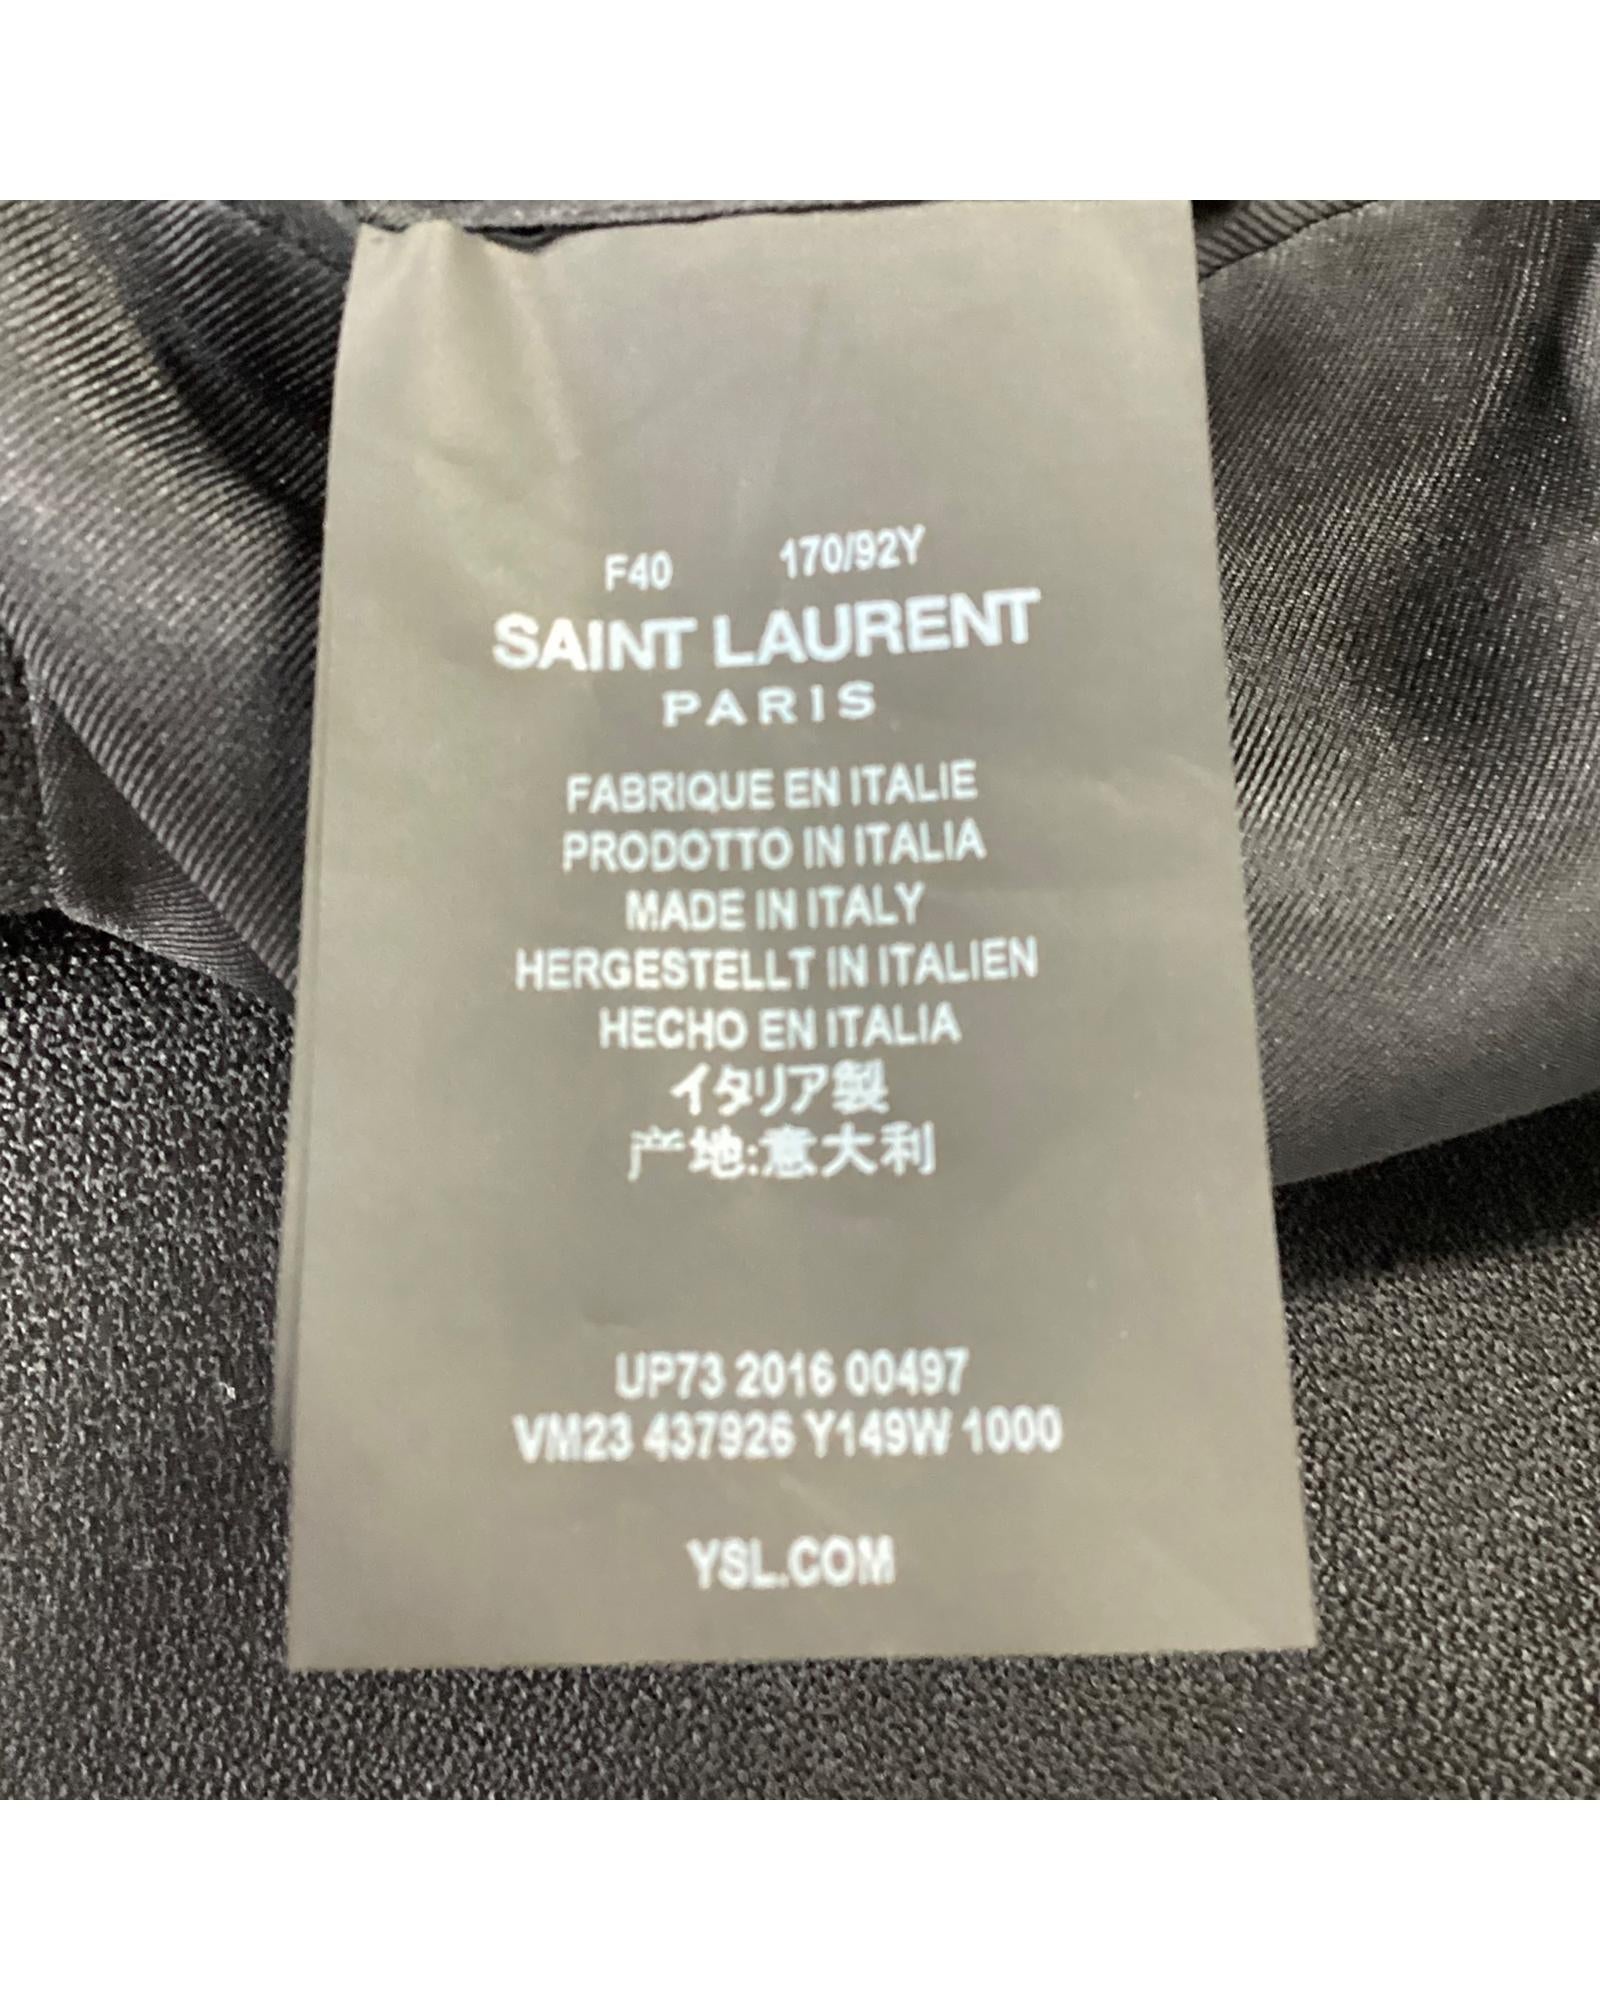 F40 170/92Y
SAINT LAURENT
PARIS
FABRIQUE EN ITALIE
PRODOTTO IN ITALIA
MADE IN ITALY
HERGESTELLT IN ITALIEN
HECHO EN ITALIA
イタリア製
产地:意大利
UP73 2016 00497
VM23 437926 Y149W 1000
YSL.COM